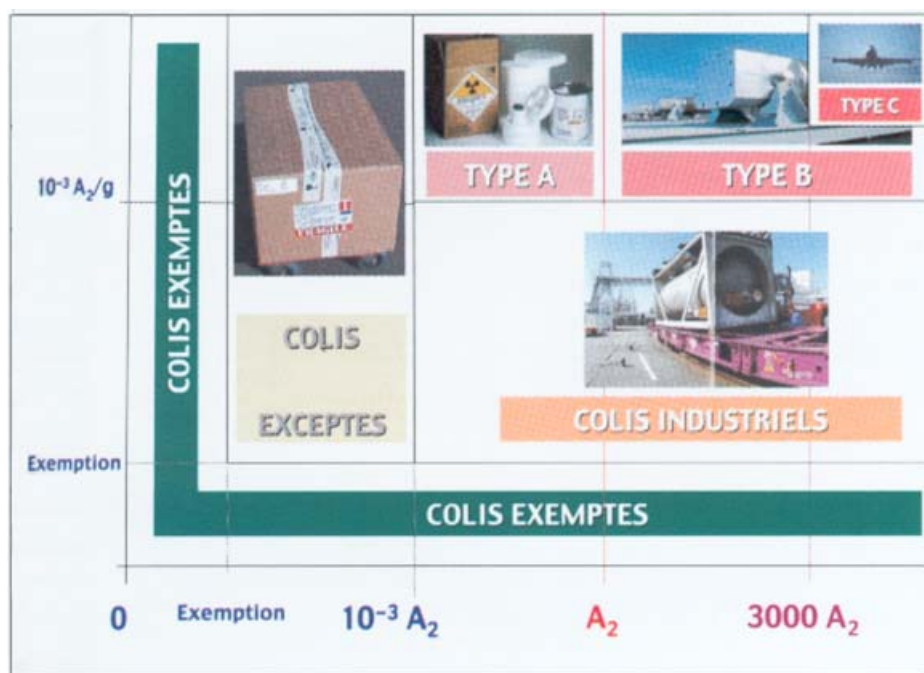 TYPE A
TYPE B
TYPE C
10⁻³ A₂/g
COLIS EXEMPTES
COLIS
EXCEPTES
COLIS INDUSTRIELS
Exemption
COLIS EXEMPTES
0
Exemption
10⁻³ A₂
A₂
3000 A₂